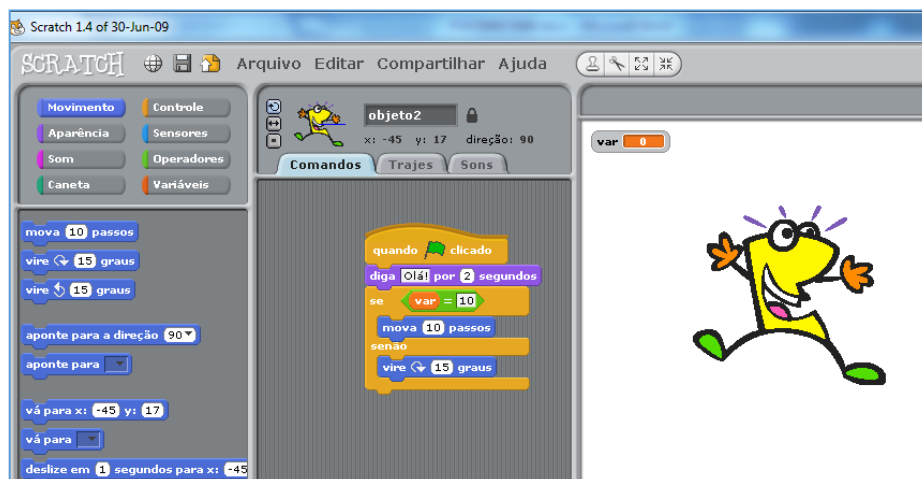 Scratch 1.4 of 30-Jun-09
SCRATCH Arquivo Editar Compartilhar Ajuda
Movimento Controle
Aparência Sensores
Som Operadores
Caneta Variáveis
mova 10 passos
vire 15 graus
vire 15 graus
aponte para a direção 90
aponte para
vá para x: -45 y: 17
vá para
deslize em 1 segundos para x: -45
objeto2
x: -45 y: 17 direção: 90
Comandos Trajes Sons
quando clicado
diga Olá! por 2 segundos
se var = 10
mova 10 passos
senão
vire 15 graus
var 0